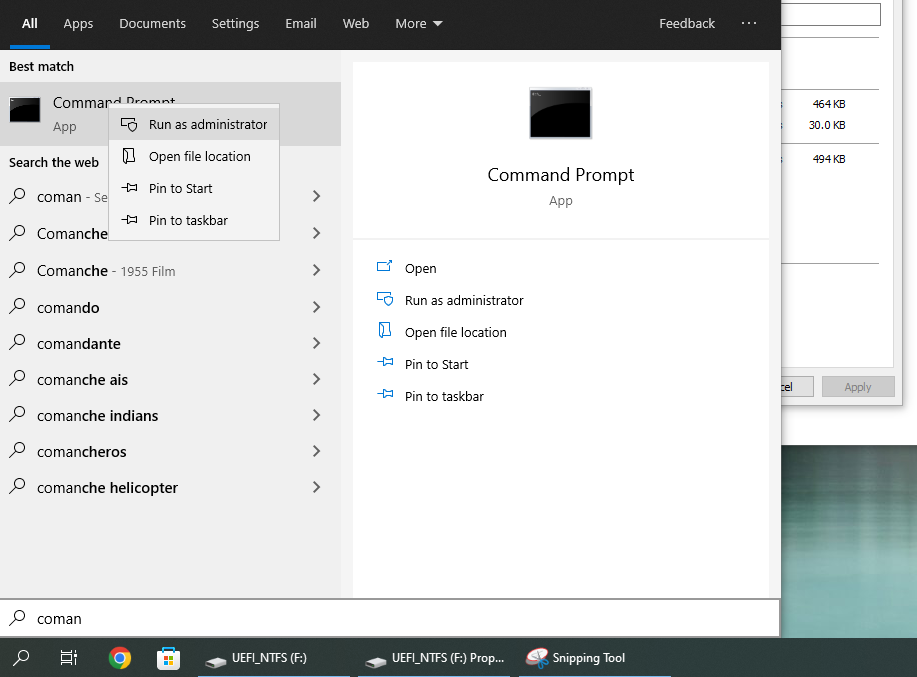 All Apps Documents Settings Email Web More Feedback ...
Best match
Command Prompt
App
Run as administrator
Open file location
Pin to Start
Pin to taskbar
Search the web
coman - Se
Comanche
Comanche - 1955 Film
comando
comandante
comanche ais
comanche indians
comancheros
comanche helicopter
Command Prompt
App
Open
Run as administrator
Open file location
Pin to Start
Pin to taskbar
464 KB
30.0 KB
494 KB
Apply
coman
UEFI_NTFS (F:) UEFI_NTFS (F:) Prop... Snipping Tool